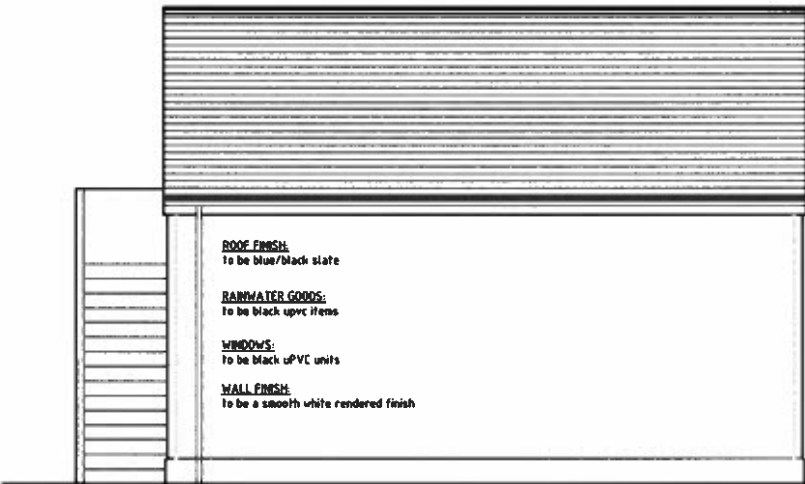 ROOF FINISH:
to be blue/black slate
RAINWATER GOODS:
to be black upvc items
WINDOWS:
to be black uPVC units
WALL FINISH:
to be a smooth white rendered finish